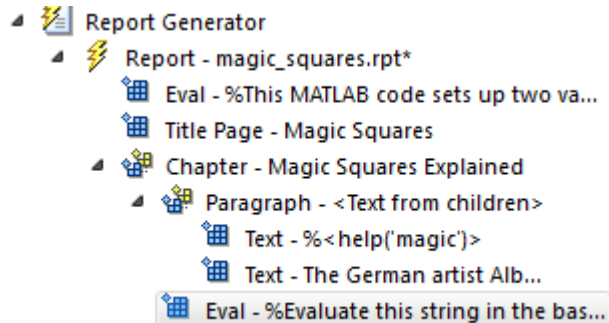 Report Generator
Report - magic_squares.rpt*
Eval - %This MATLAB code sets up two va...
Title Page - Magic Squares
Chapter - Magic Squares Explained
Paragraph - <Text from children>
Text - %<help('magic')>
Text - The German artist Alb...
Eval - %Evaluate this string in the bas...